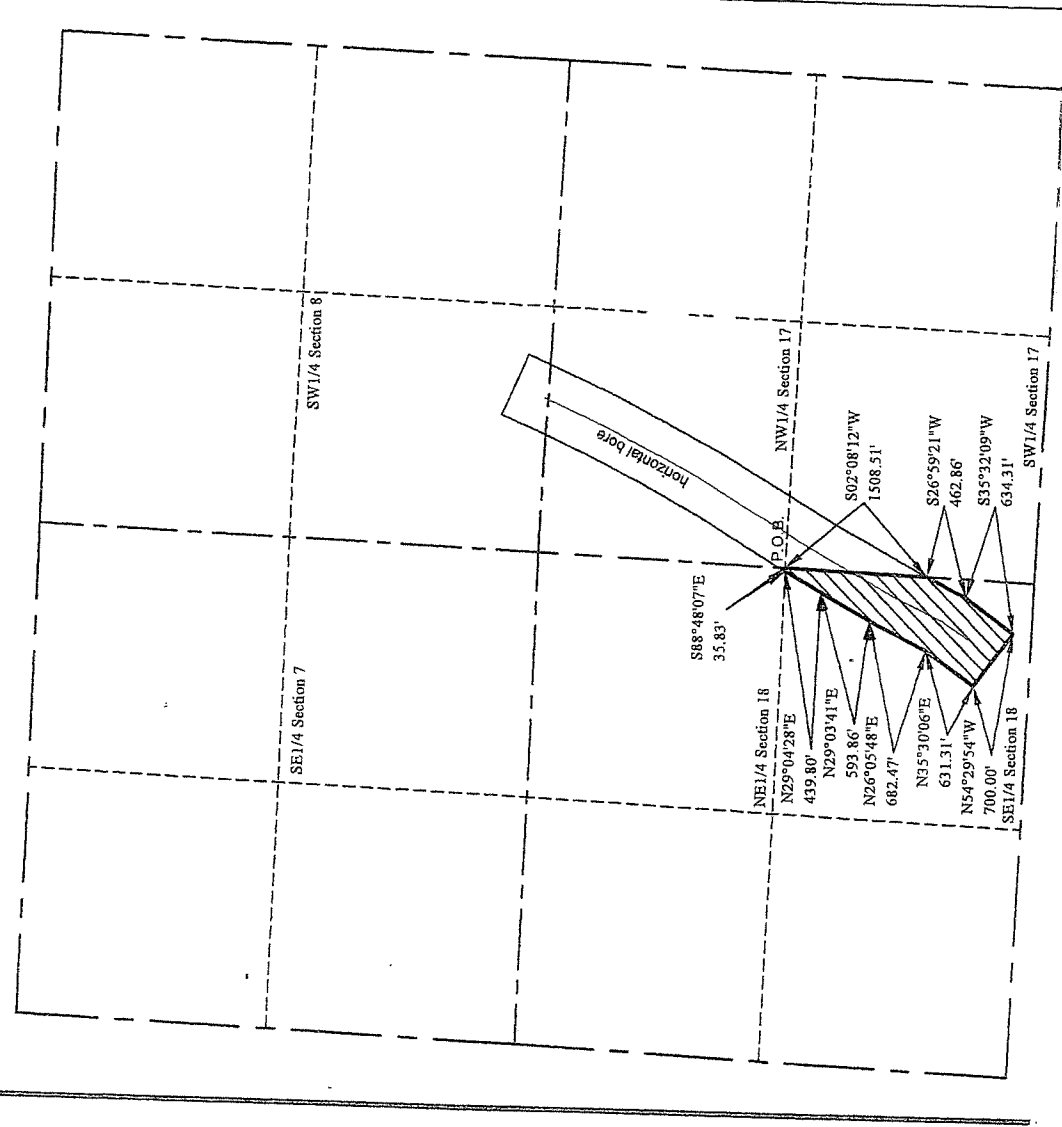 SW1/4 Section 8
SE1/4 Section 7
horizontal bore
NW1/4 Section 17
P.O.B.
S88°48'07"E
35.83'
S02°08'12"W
1508.51'
S26°59'21"W
462.86'
S35°32'09"W
634.31'
SW1/4 Section 17
NE1/4 Section 18
N29°04'28"E
439.80'
N29°03'41"E
593.86'
N26°05'48"E
682.47'
N35°30'06"E
631.31'
N54°29'54"W
700.00'
SE1/4 Section 18